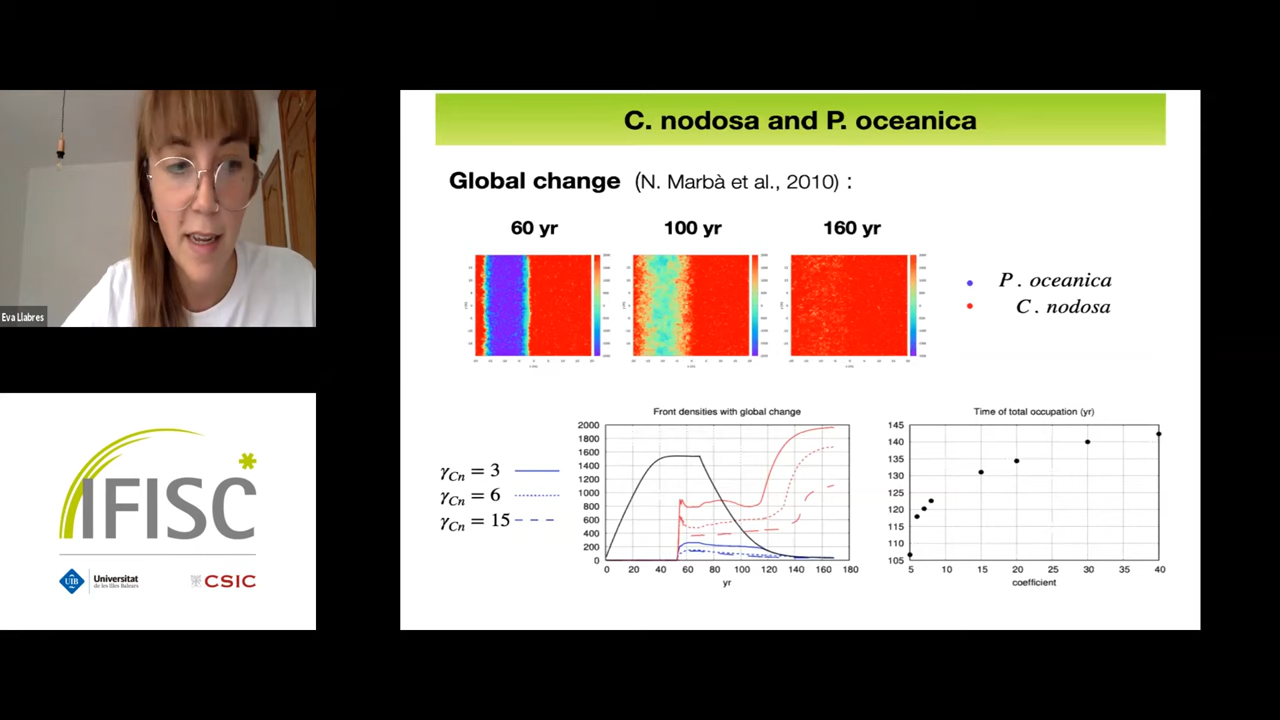 C. nodosa and P. oceanica
Global change (N. Marbà et al., 2010) :
60 yr
100 yr
160 yr
P. oceanica
C. nodosa
Eva Llabres
IFISC
UIB
Universitat
de les Illes Balears
CSIC
γCn = 3
γCn = 6
γCn = 15
Front densities with global change
2000
1800
1600
1400
1200
1000
800
600
400
200
0
0 20 40 60 80 100 120 140 160 180
yr
Time of total occupation (yr)
145
140
135
130
125
120
115
110
105
5 10 15 20 25 30 35 40
coefficient